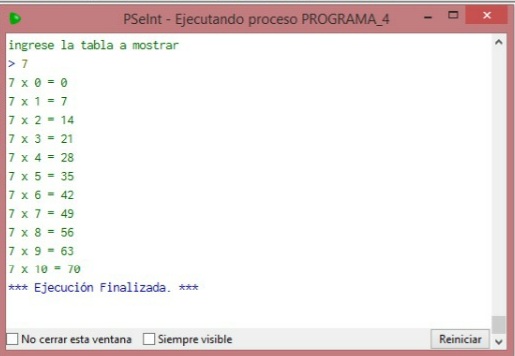 PSeInt - Ejecutando proceso PROGRAMA_4
ingrese la tabla a mostrar
> 7
7 x 0 = 0
7 x 1 = 7
7 x 2 = 14
7 x 3 = 21
7 x 4 = 28
7 x 5 = 35
7 x 6 = 42
7 x 7 = 49
7 x 8 = 56
7 x 9 = 63
7 x 10 = 70
*** Ejecución Finalizada. ***
No cerrar esta ventana Siempre visible Reiniciar